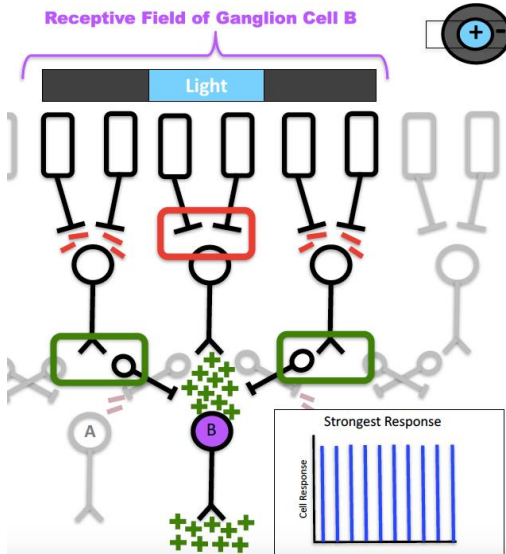 Receptive Field of Ganglion Cell B
Light
A
B
Strongest Response
Cell Response